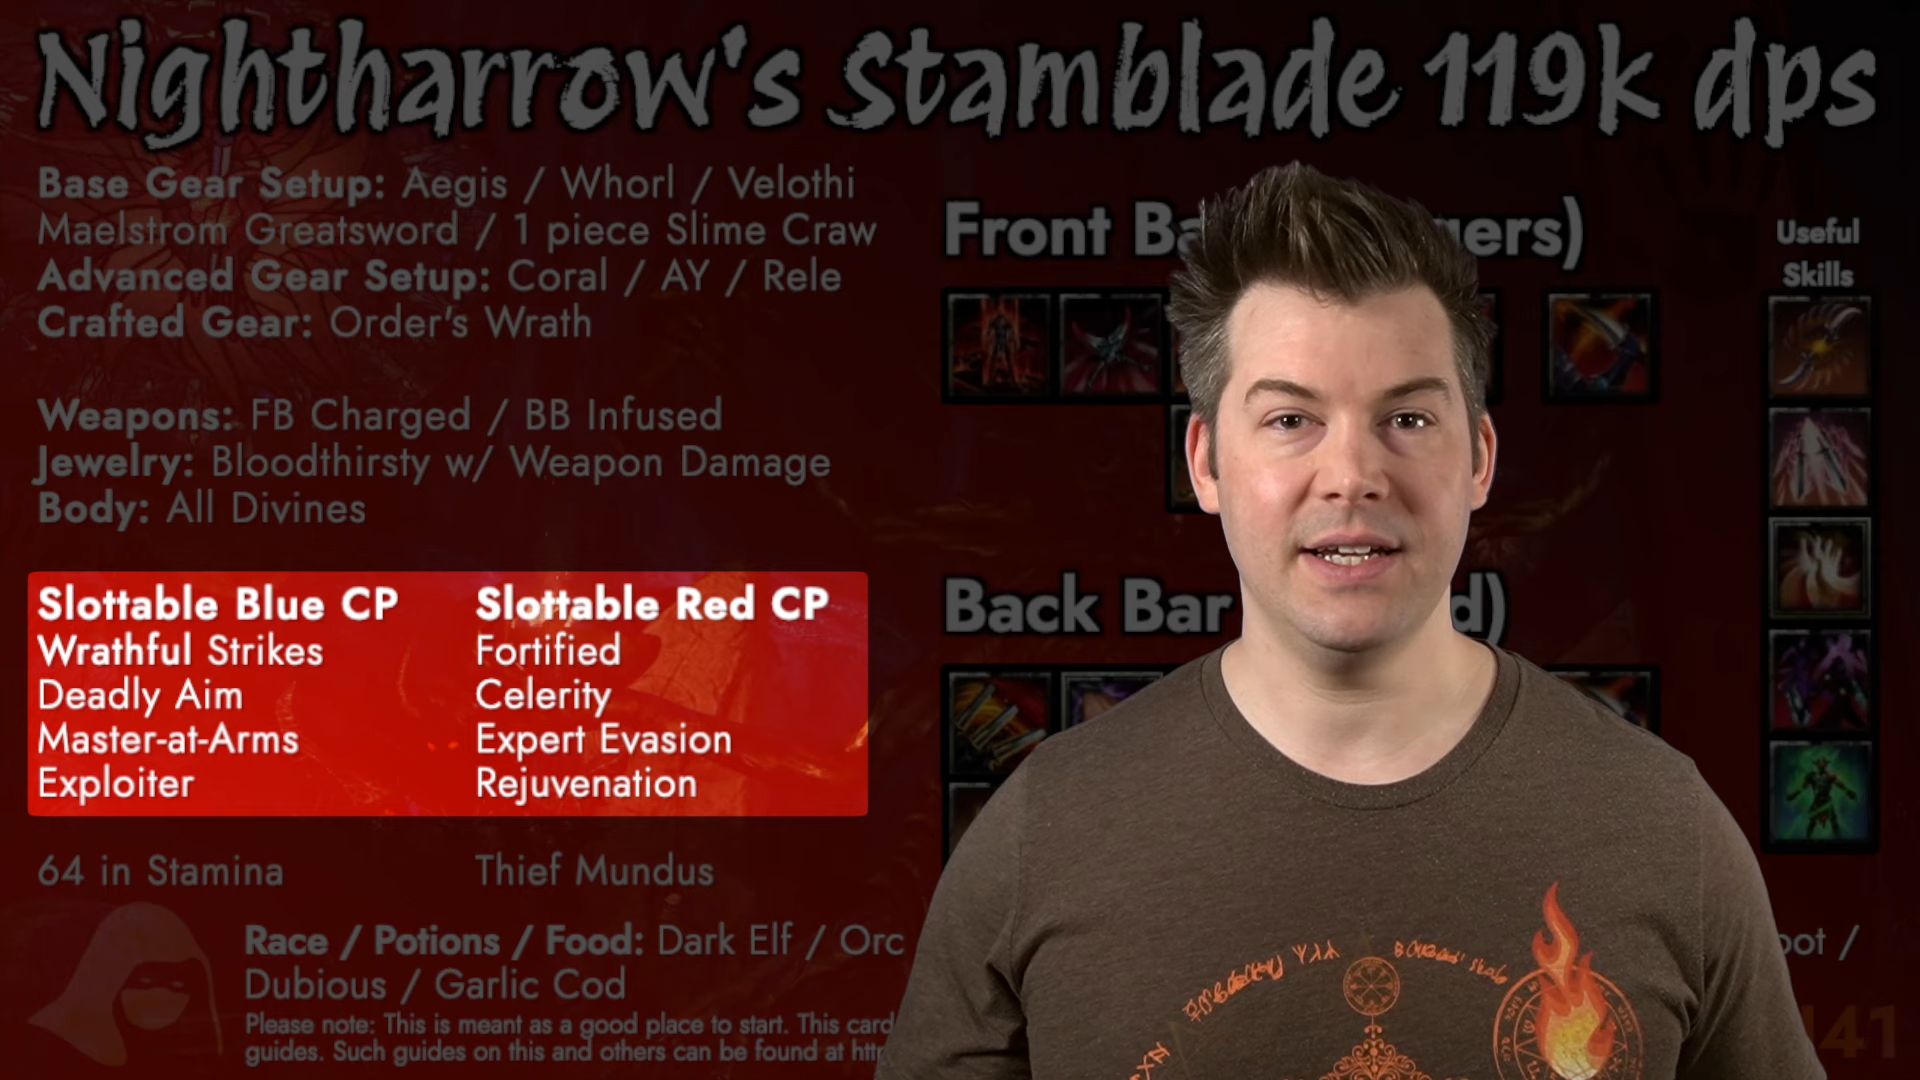 Nightharrow's Stamblade 119k dps
Base Gear Setup: Aegis / Whorl / Velothi
Maelstrom Greatsword / 1 piece Slime Craw
Advanced Gear Setup: Coral / AY / Rele
Crafted Gear: Order's Wrath
Weapons: FB Charged / BB Infused
Jewelry: Bloodthirsty w/ Weapon Damage
Body: All Divines
Slottable Blue CP
Wrathful Strikes
Deadly Aim
Master-at-Arms
Exploiter
Slottable Red CP
Fortified
Celerity
Expert Evasion
Rejuvenation
64 in Stamina
Thief Mundus
Race / Potions / Food: Dark Elf / Orc
Dubious / Garlic Cod
Please note: This is meant as a good place to start. This card
guides. Such guides on this and others can be found at
Front
Back Bar
Useful
Skills